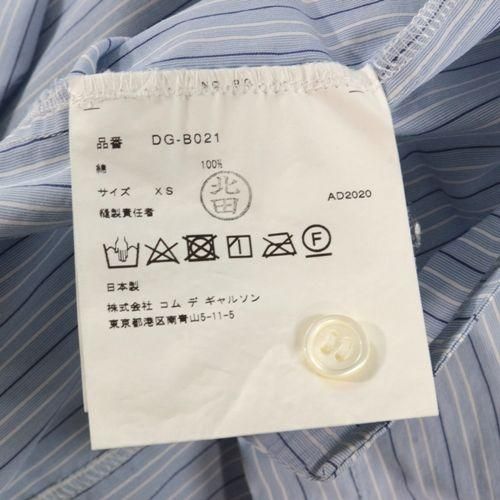 品番 DG-B021
綿 100%
サイズ XS
北田
AD2020
縫製責任者
F
日本製
株式会社 コム デ ギャルソン
東京都港区南青山5-11-5